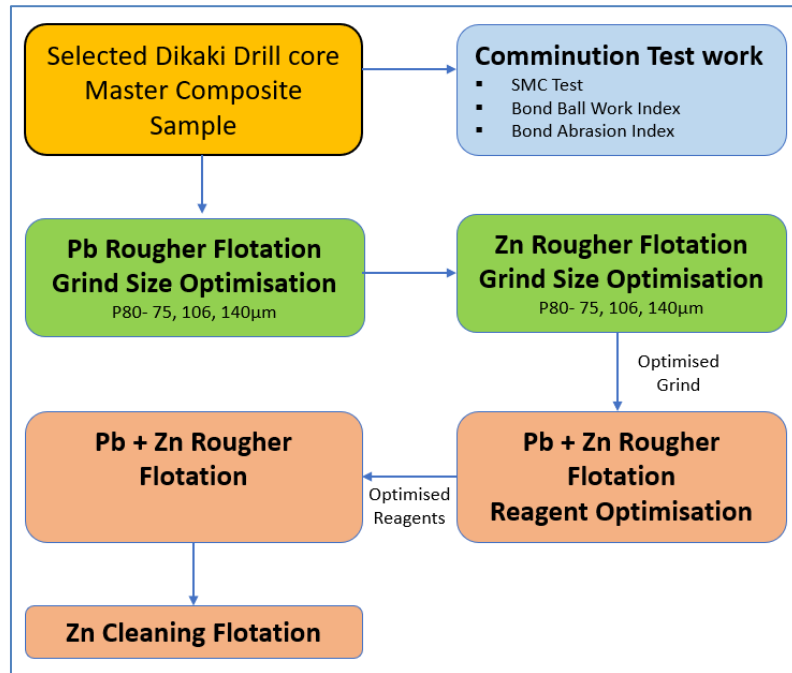 Selected Dikaki Drill core
Master Composite
Sample
Comminution Test work
▪ SMC Test
▪ Bond Ball Work Index
▪ Bond Abrasion Index
Pb Rougher Flotation
Grind Size Optimisation
P80- 75, 106, 140µm
Zn Rougher Flotation
Grind Size Optimisation
P80- 75, 106, 140µm
Optimised
Grind
Pb + Zn Rougher
Flotation
Optimised
Reagents
Pb + Zn Rougher
Flotation
Reagent Optimisation
Zn Cleaning Flotation